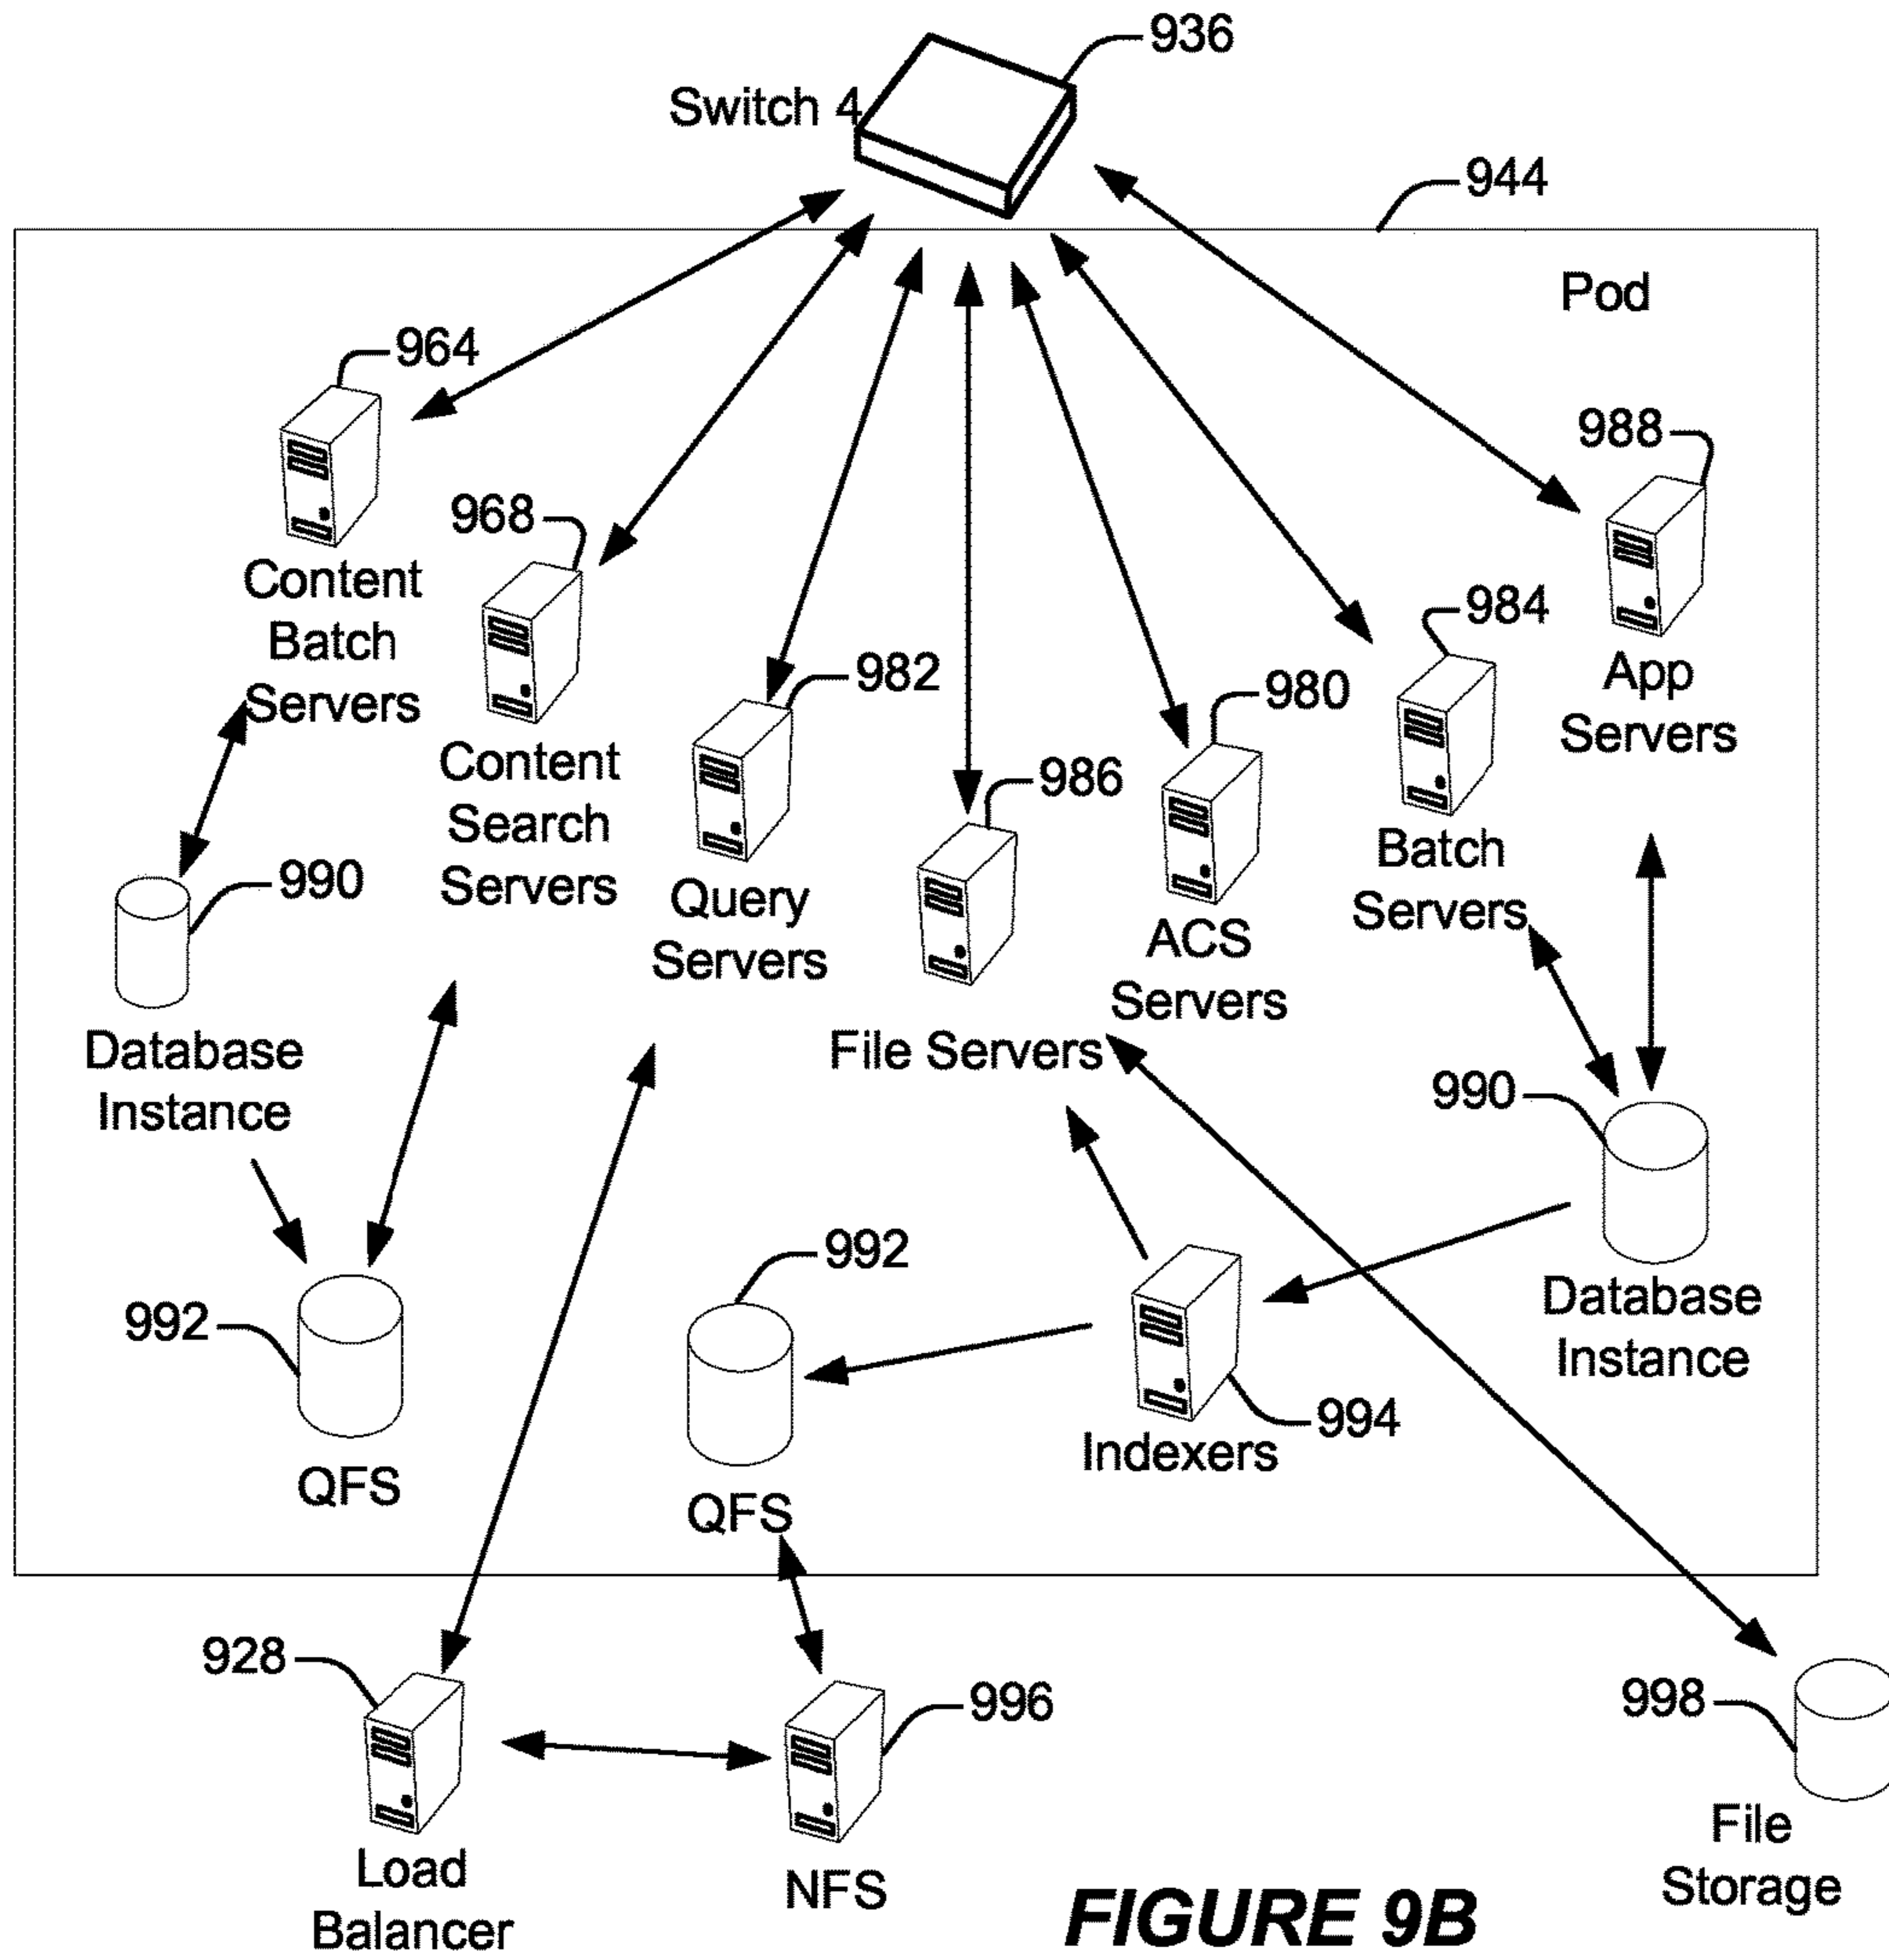 936
Switch 4
944
Pod
964
Content
Batch
Servers
968
Content
Search
Servers
982
Query
Servers
986
File Servers
980
ACS
Servers
984
Batch
Servers
988
App
Servers
990
Database
Instance
990
Database
Instance
992
QFS
992
QFS
994
Indexers
928
Load
Balancer
996
NFS
998
File
Storage
FIGURE 9B